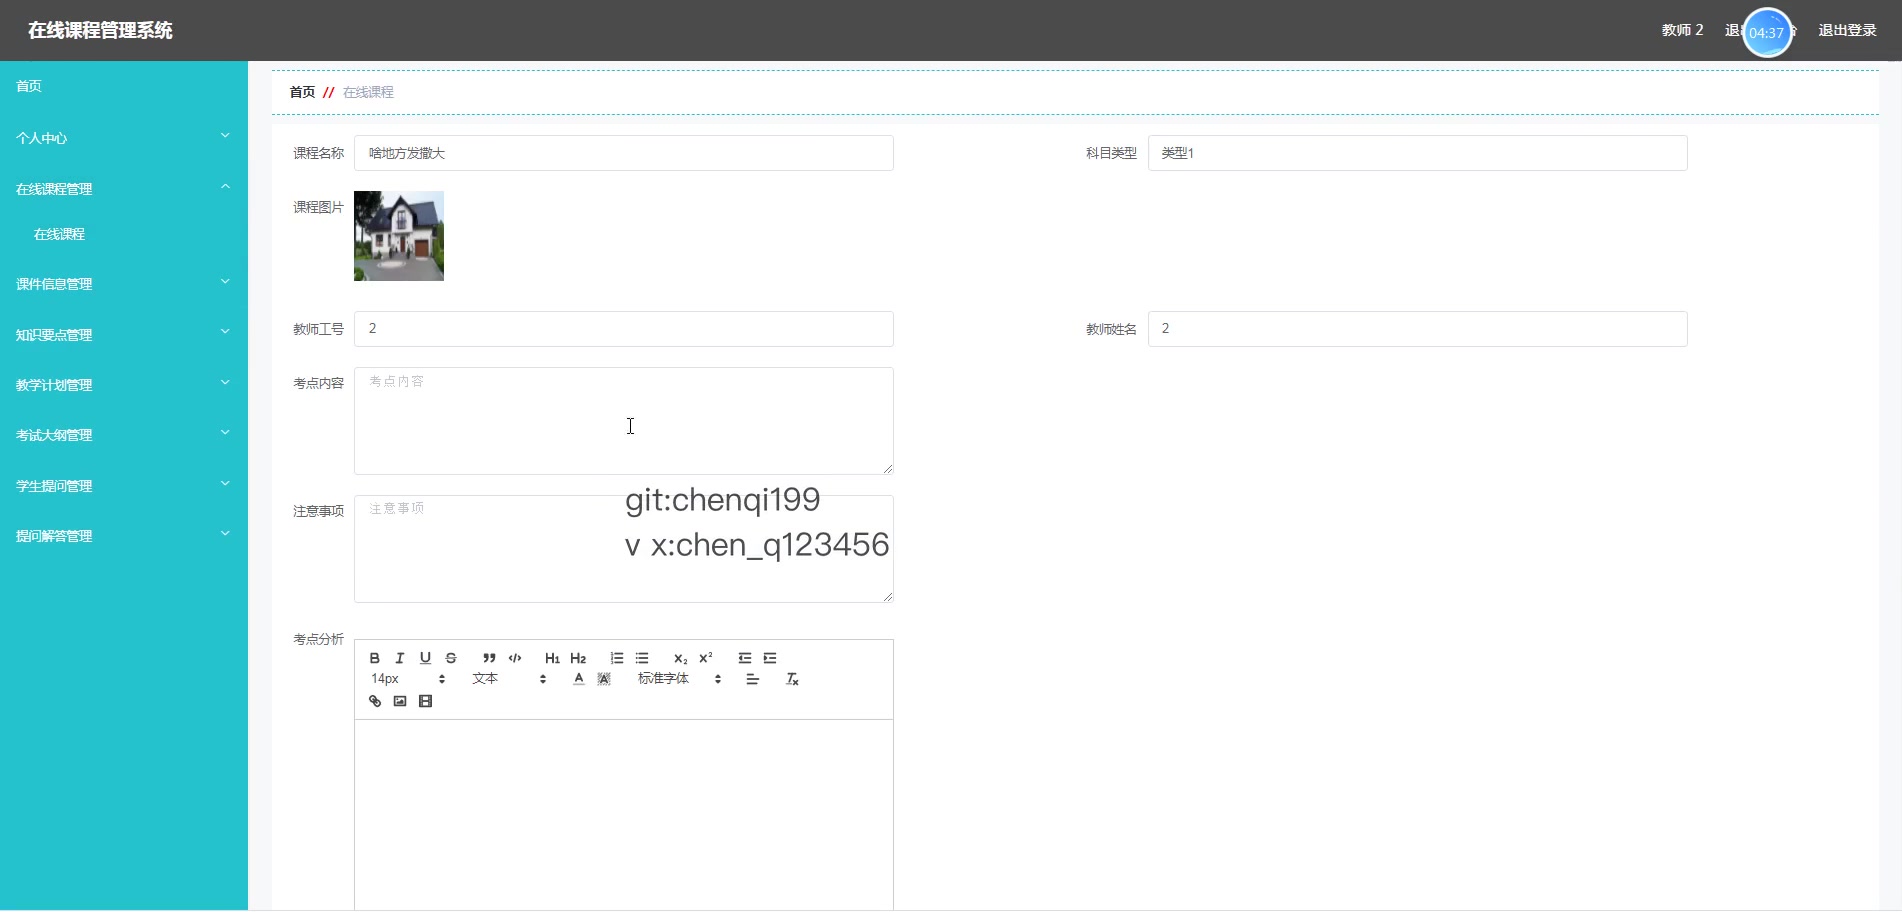 在线课程管理系统
教师 2
04:37
退出登录
首页
个人中心
在线课程管理
在线课程
课件信息管理
知识要点管理
教学计划管理
考试大纲管理
学生提问管理
提问解答管理
首页 // 在线课程
课程名称 啥地方发撒大
科目类型 类型1
课程图片
教师工号 2
教师姓名 2
考点内容 考点内容
注意事项 注意事项
git:chenqi199
v x:chen_q123456
考点分析
B I U S ” </> H1 H2 x₂ x²
14px 文本 A A 标准字体 Tx